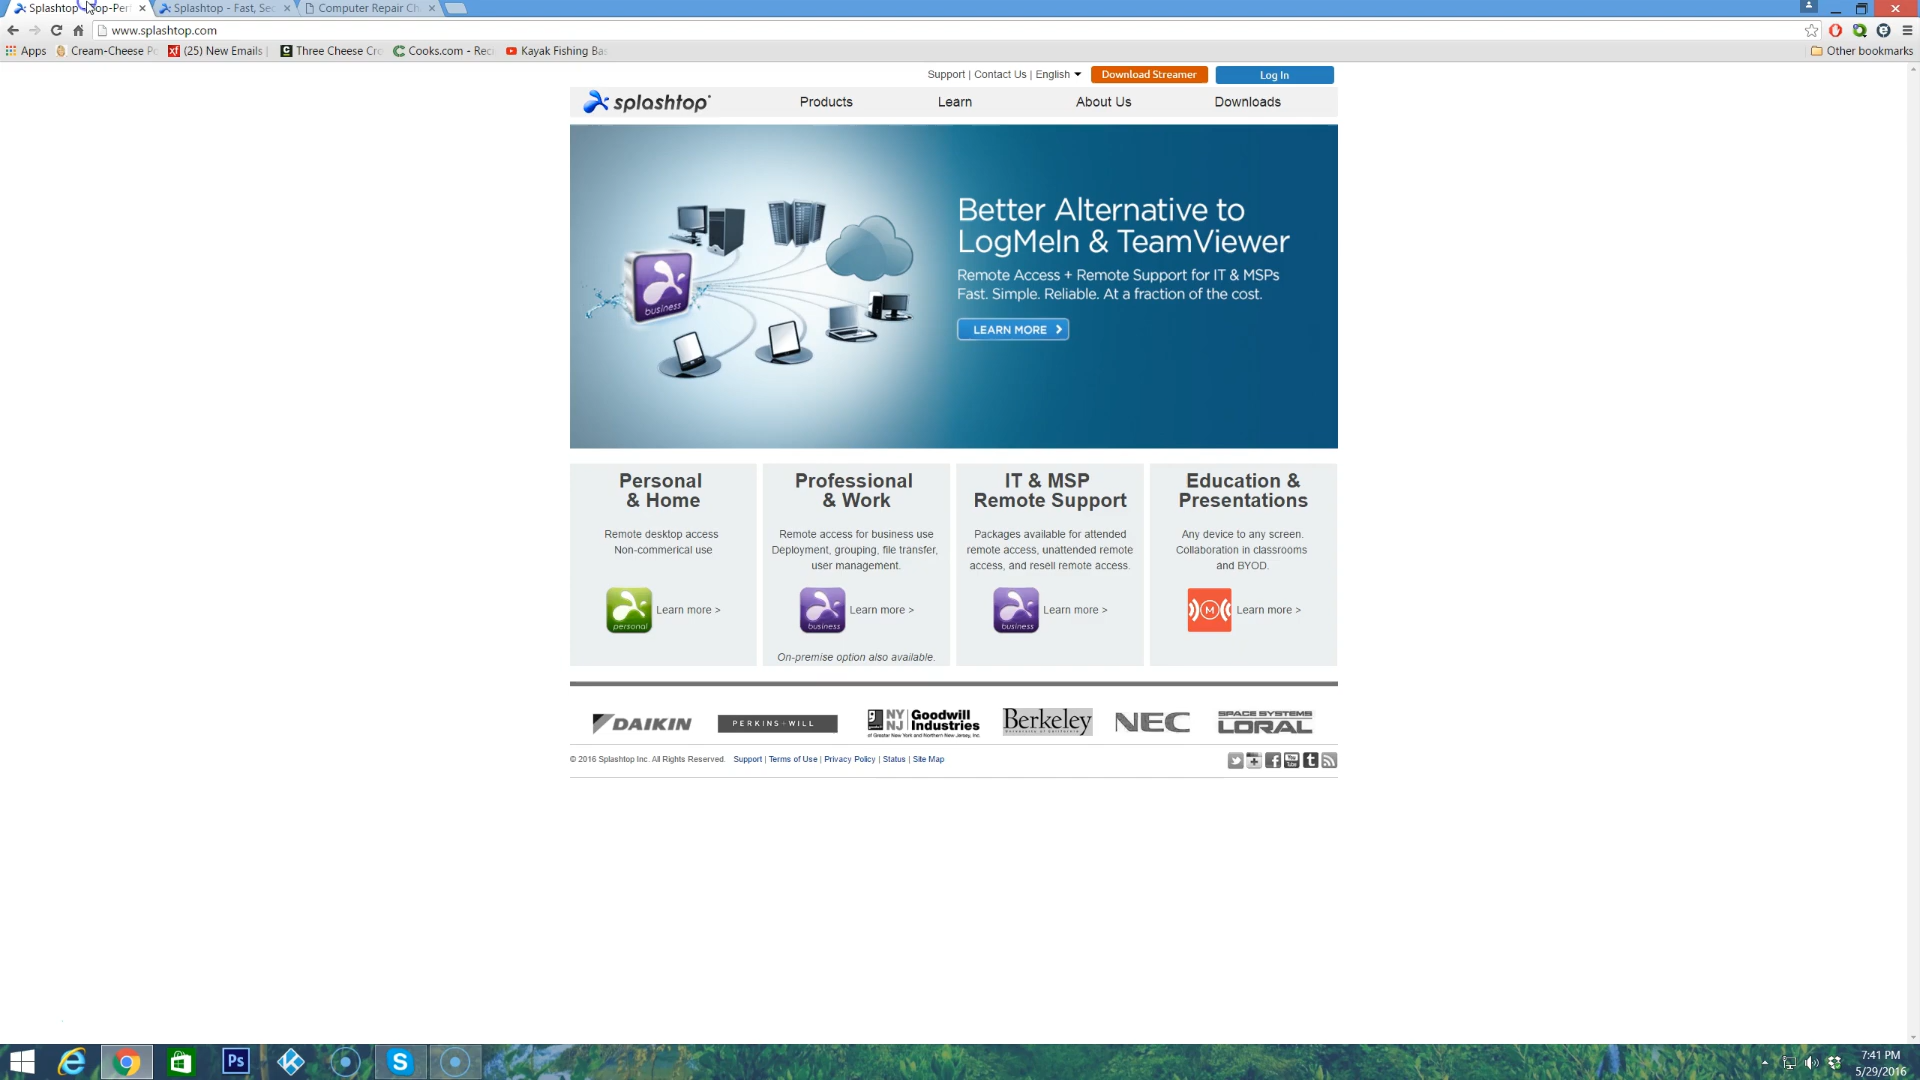 Splashtop
Splashtop - Fast, Sec
Computer Repair Ch
www.splashtop.com
Apps
Cream-Cheese Po
(25) New Emails
Three Cheese Cro
Cooks.com - Reci
Kayak Fishing Bas
Other bookmarks
Support | Contact Us | English
Download Streamer
Log In
splashtop
Products
Learn
About Us
Downloads
business
Better Alternative to
LogMeIn & TeamViewer
Remote Access + Remote Support for IT & MSPs
Fast. Simple. Reliable. At a fraction of the cost.
LEARN MORE >
Personal
& Home
Remote desktop access
Non-commerical use
personal
Learn more >
Professional
& Work
Remote access for business use
Deployment, grouping, file transfer,
user management.
business
Learn more >
On-premise option also available.
IT & MSP
Remote Support
Packages available for attended
remote access, unattended remote
access, and resell remote access.
business
Learn more >
Education &
Presentations
Any device to any screen.
Collaboration in classrooms
and BYOD.
M
Learn more >
DAIKIN
PERKINS+WILL
NY
NJ
Goodwill
Industries
of Greater New York and Northern New Jersey, Inc.
Berkeley
NEC
SPACE SYSTEMS
LORAL
© 2016 Splashtop Inc. All Rights Reserved. Support | Terms of Use | Privacy Policy | Status | Site Map
Ps
7:41 PM
5/29/2016